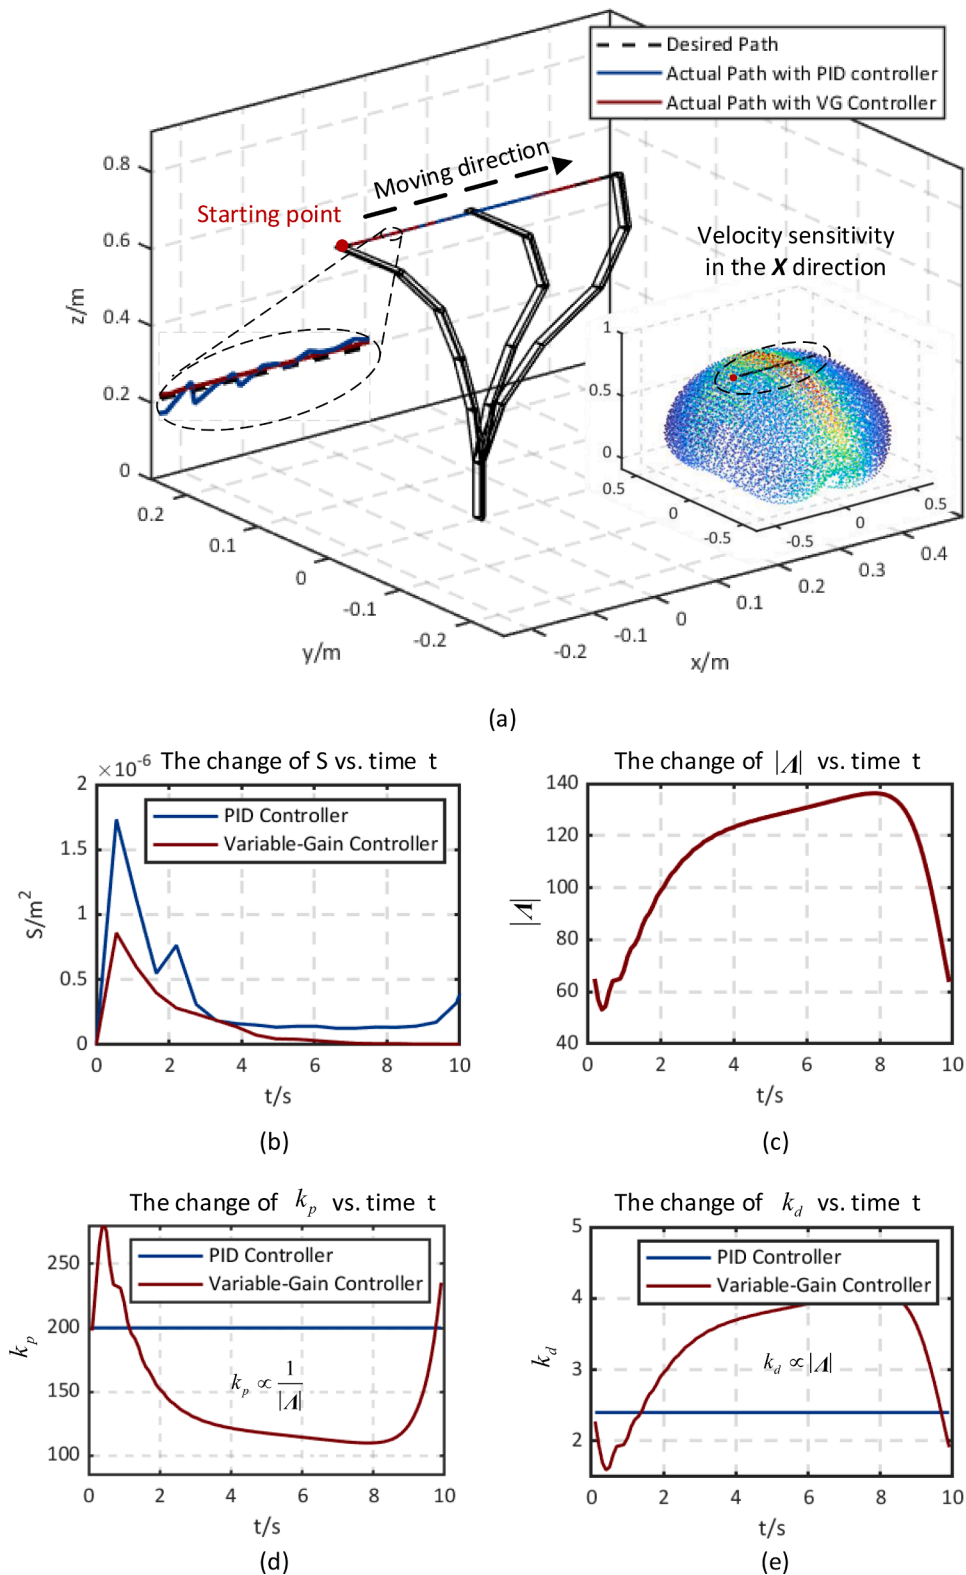 Desired Path
Actual Path with PID controller
Actual Path with VG Controller
Moving direction
Starting point
Velocity sensitivity
in the X direction
z/m
0.8
0.6
0.4
0.2
0
0.2
0.1
0
-0.1
-0.2
y/m
-0.2
-0.1
0
0.1
0.2
0.3
0.4
x/m
1
0.5
0
0.5
0
-0.5
-0.5
0
0.5
(a)
The change of S vs. time t
×10⁻⁶
PID Controller
Variable-Gain Controller
S/m²
2
1.5
1
0.5
0
0 2 4 6 8 10
t/s
(b)
The change of |Λ| vs. time t
|Λ|
140
120
100
80
60
40
0 2 4 6 8 10
t/s
(c)
The change of kₚ vs. time t
PID Controller
Variable-Gain Controller
kₚ
250
200
150
100
kₚ ∝ 1/|Λ|
0 2 4 6 8 10
t/s
(d)
The change of k_d vs. time t
PID Controller
Variable-Gain Controller
k_d
5
4
3
2
k_d ∝ |Λ|
0 2 4 6 8 10
t/s
(e)